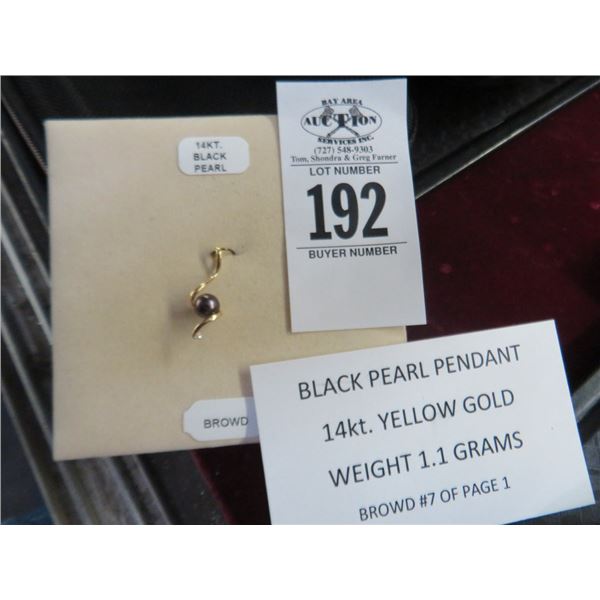 14KT.
BLACK
PEARL
BAY AREA
AUCTION
SERVICES INC.
(727) 548-9303
Tom, Shondra & Greg Farner
LOT NUMBER
192
BUYER NUMBER
BROWD
BLACK PEARL PENDANT
14kt. YELLOW GOLD
WEIGHT 1.1 GRAMS
BROWD #7 OF PAGE 1